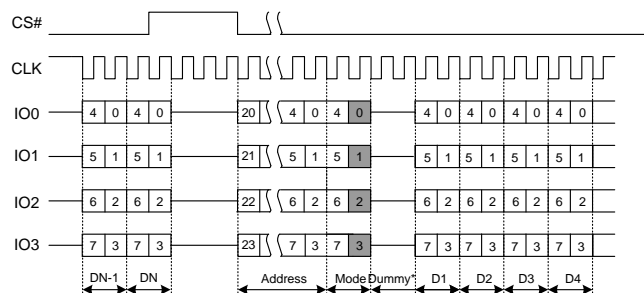 CS#
CLK
IO0 4 0 4 0 20 4 0 4 0 4 0 4 0 4 0 4 0
IO1 5 1 5 1 21 5 1 5 1 5 1 5 1 5 1 5 1
IO2 6 2 6 2 22 6 2 6 2 6 2 6 2 6 2 6 2
IO3 7 3 7 3 23 7 3 7 3 7 3 7 3 7 3 7 3
DN-1 DN Address Mode Dummy* D1 D2 D3 D4